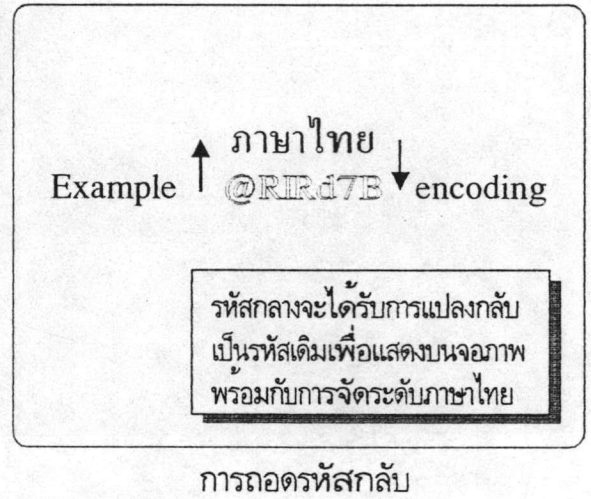 ภาษาไทย
Example @RIRd7B encoding
รหัสกลางจะได้รับการแปลงกลับ
เป็นรหัสเดิมเพื่อแสดงบนจอภาพ
พร้อมกับการจัดระดับภาษาไทย
การถอดรหัสกลับ